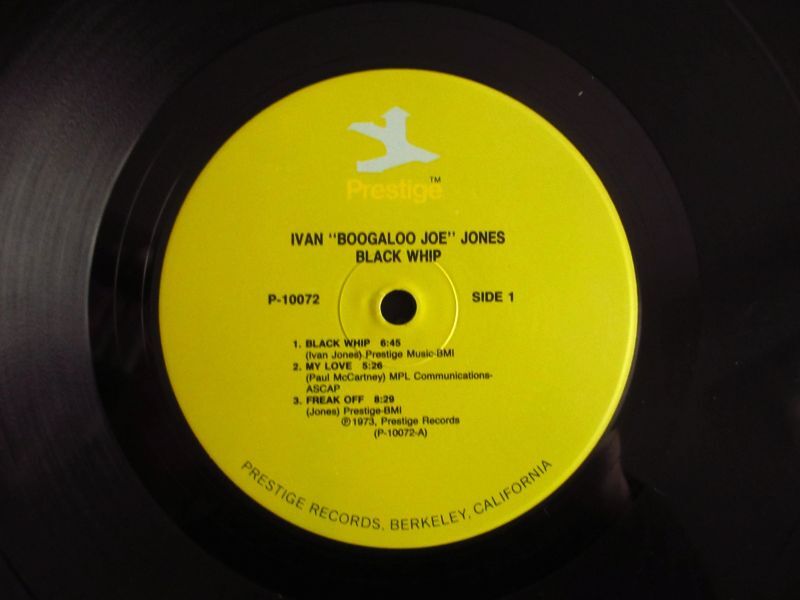 Prestige™
IVAN "BOOGALOO JOE" JONES
BLACK WHIP
P-10072
SIDE 1
1. BLACK WHIP 6:45
(Ivan Jones) Prestige Music-BMI
2. MY LOVE 5:26
(Paul McCartney) MPL Communications-
ASCAP
3. FREAK OFF 8:29
(Jones) Prestige-BMI
℗1973, Prestige Records
(P-10072-A)
PRESTIGE RECORDS, BERKELEY, CALIFORNIA